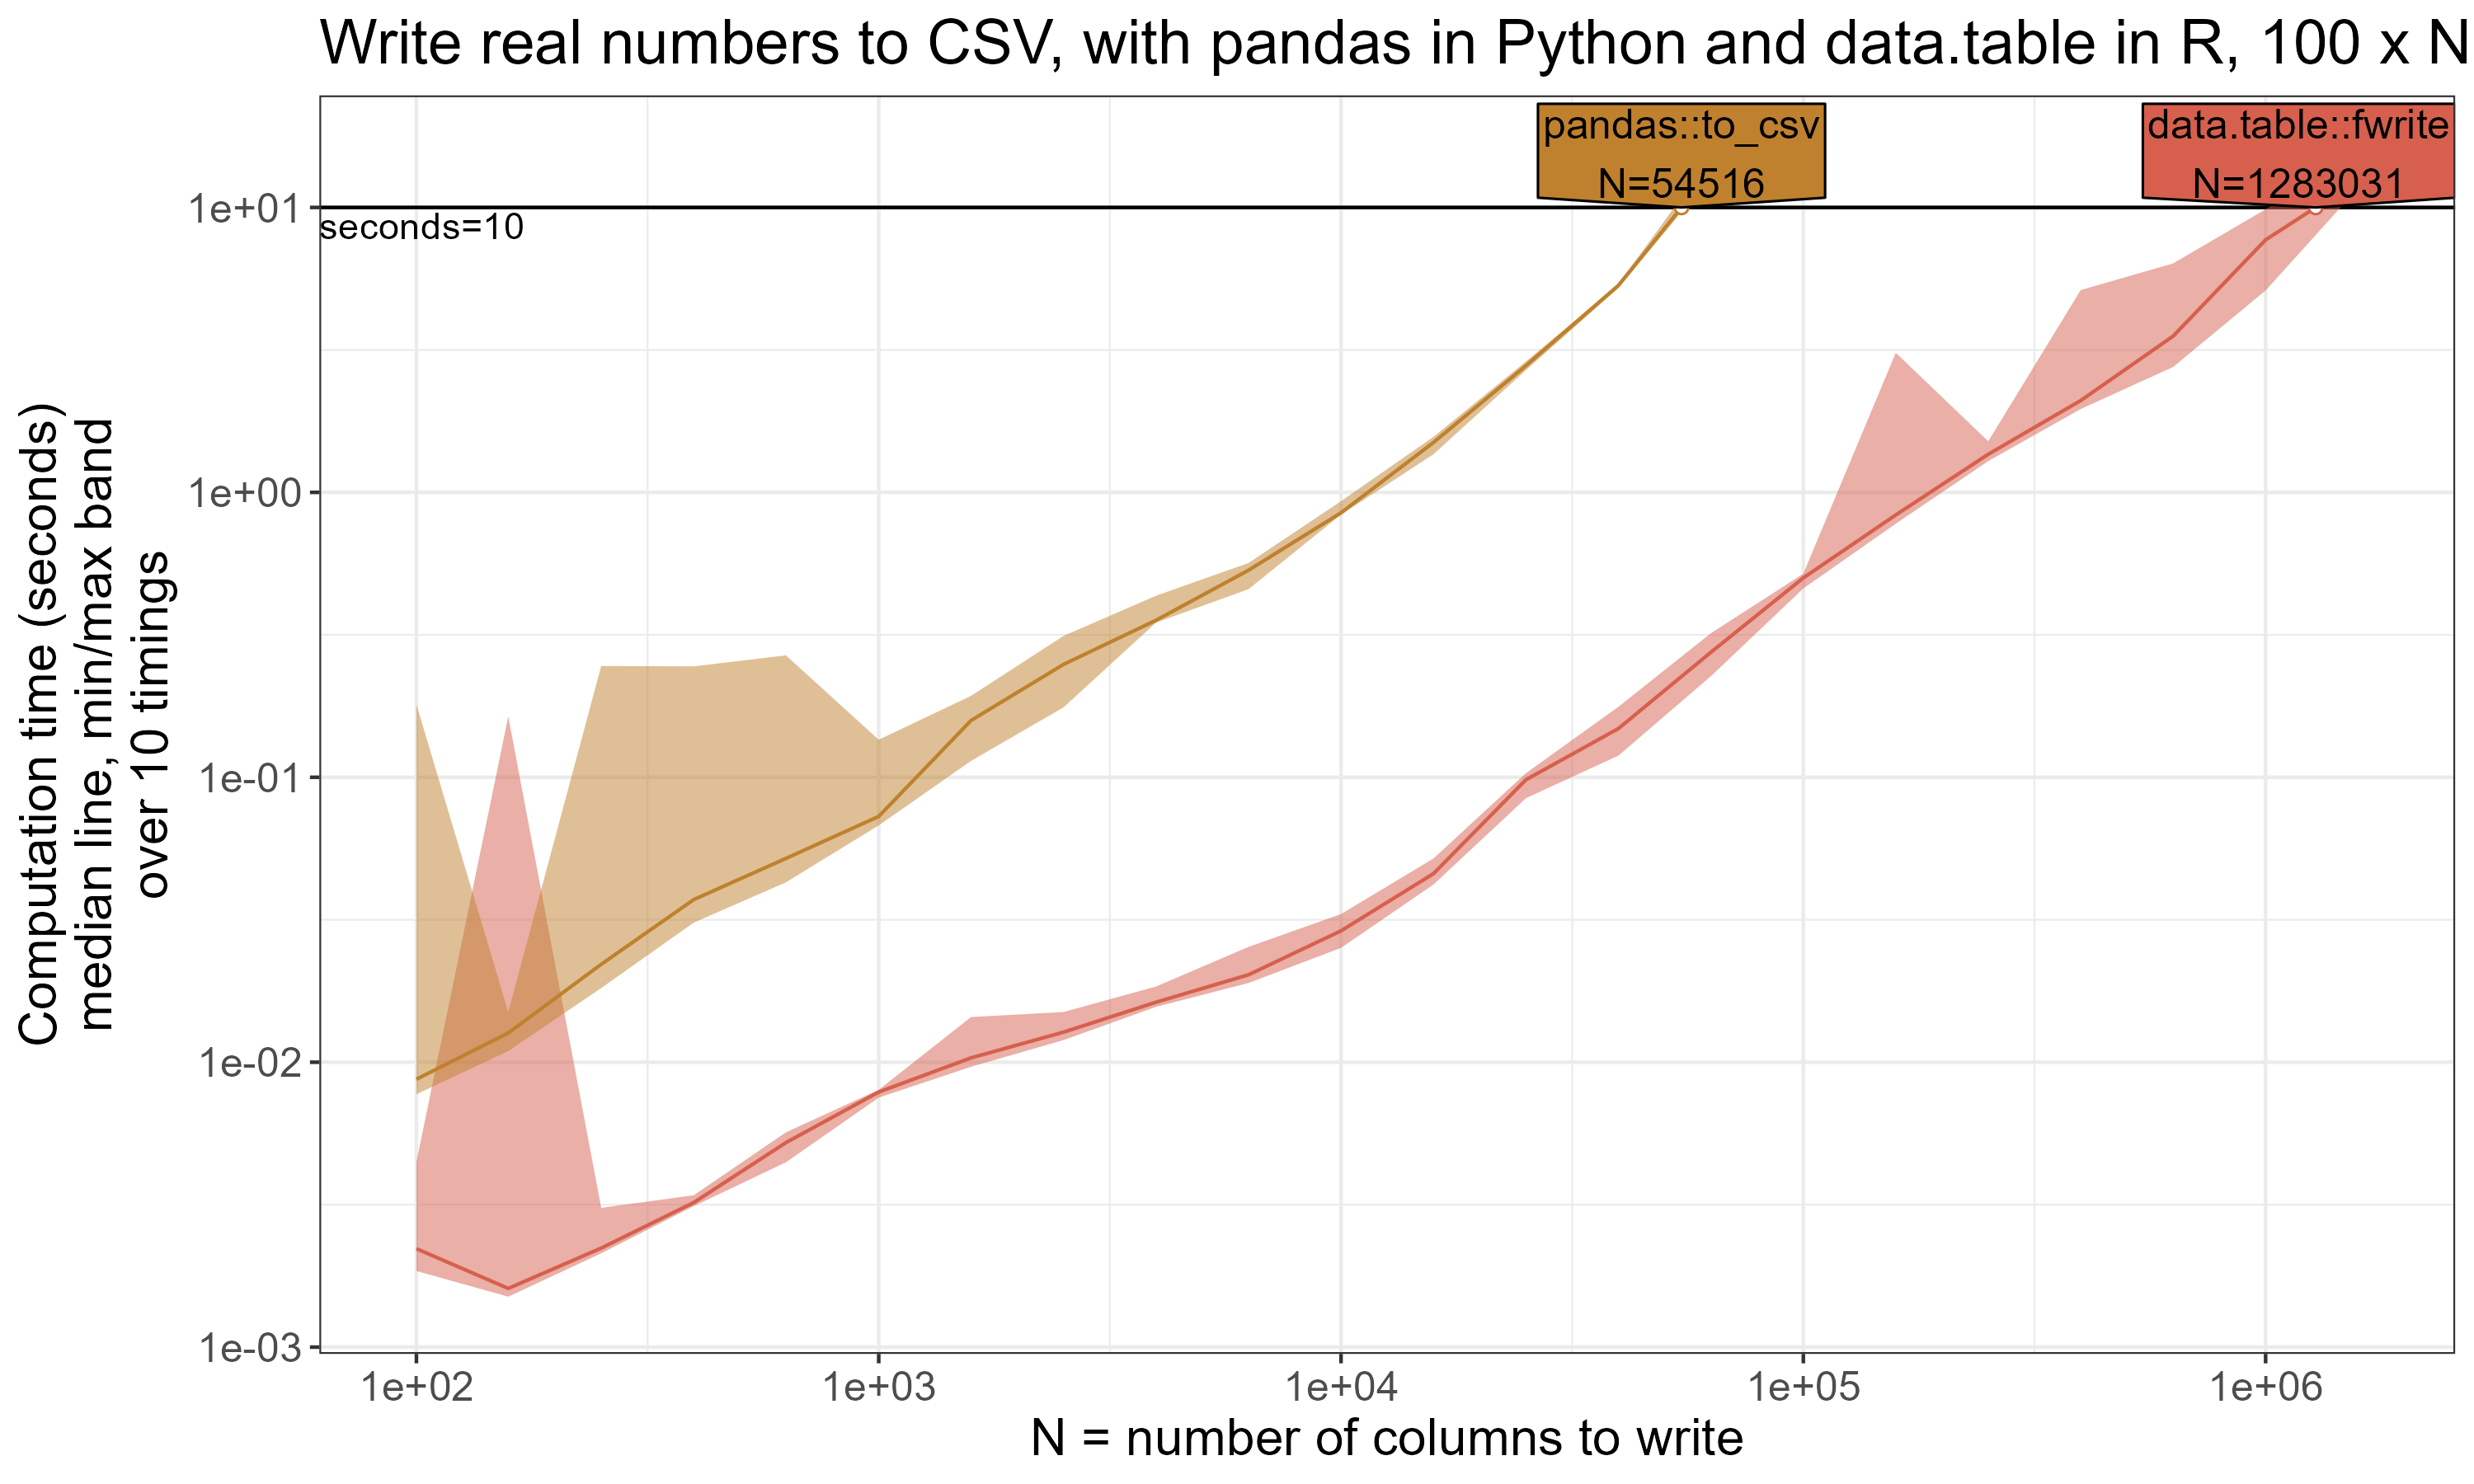 Write real numbers to CSV, with pandas in Python and data.table in R, 100 x N
pandas::to_csv
N=54516
data.table::fwrite
N=1283031
seconds=10
1e+01
1e+00
1e-01
1e-02
1e-03
Computation time (seconds)
median line, min/max band
over 10 timings
1e+02
1e+03
1e+04
1e+05
1e+06
N = number of columns to write